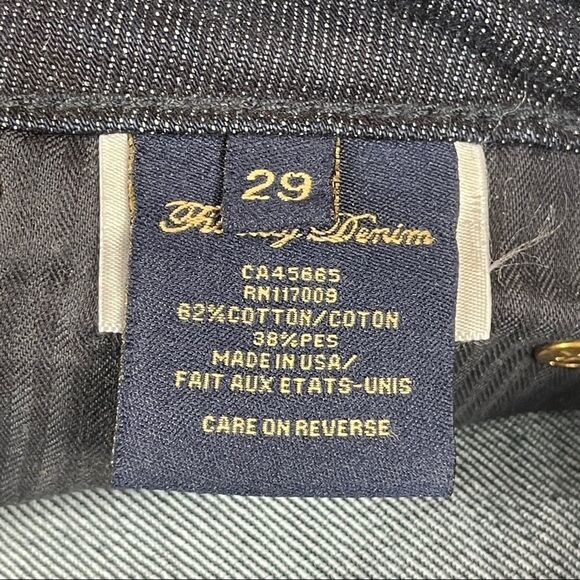 29
Denim
CA45665
RN117009
62%COTTON/COTON
38%PES
MADE IN USA/
FAIT AUX ETATS-UNIS
CARE ON REVERSE